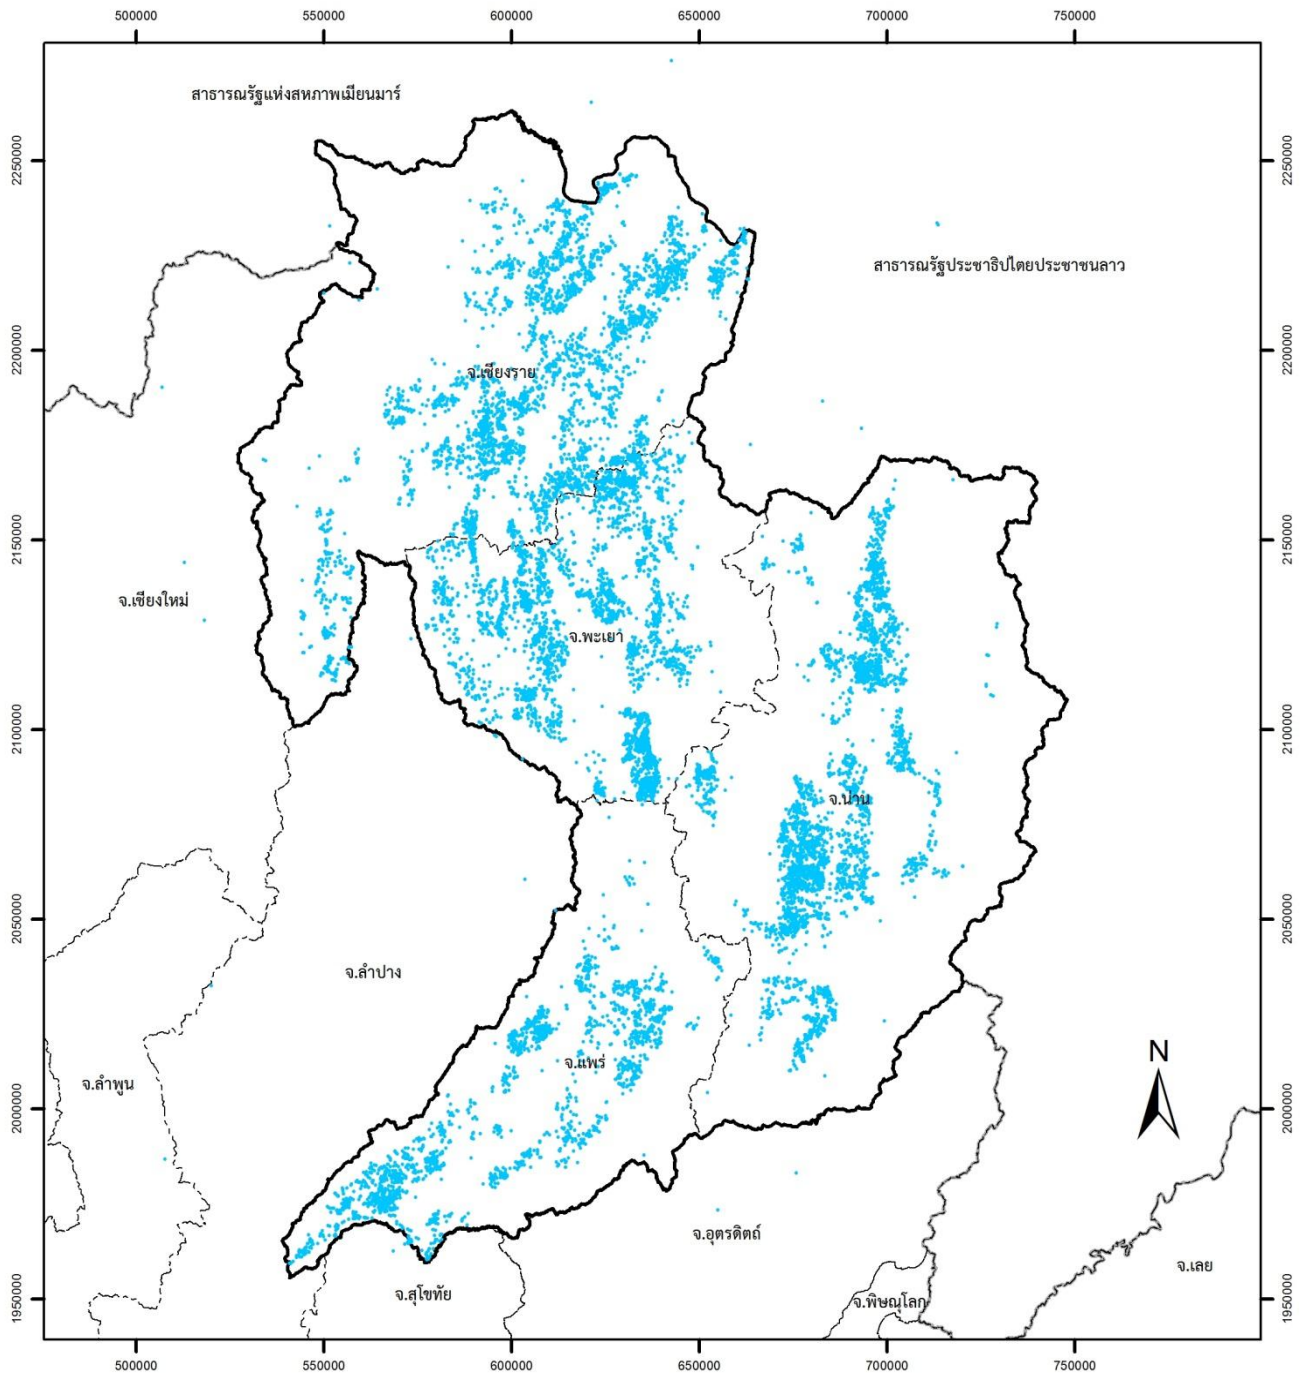 500000 550000 600000 650000 700000 750000
สาธารณรัฐแห่งสหภาพเมียนมาร์
2250000 2250000
สาธารณรัฐประชาธิปไตยประชาชนลาว
2200000 2200000
จ.เชียงราย
2150000 2150000
จ.เชียงใหม่
จ.พะเยา
2100000 2100000
จ.น่าน
2050000 2050000
จ.ลำปาง
N
จ.แพร่
จ.ลำพูน
2000000 2000000
จ.อุตรดิตถ์
จ.เลย
จ.สุโขทัย
จ.พิษณุโลก
1950000 1950000
500000 550000 600000 650000 700000 750000